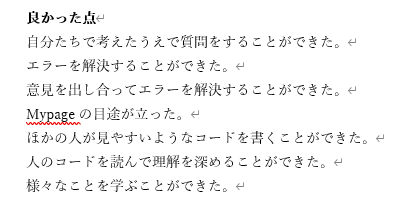 良かった点
自分たちで考えたうえで質問をすることができた。
エラーを解決することができた。
意見を出し合ってエラーを解決することができた。
Mypage の目途が立った。
ほかの人が見やすいようなコードを書くことができた。
人のコードを読んで理解を深めることができた。
様々なことを学ぶことができた。